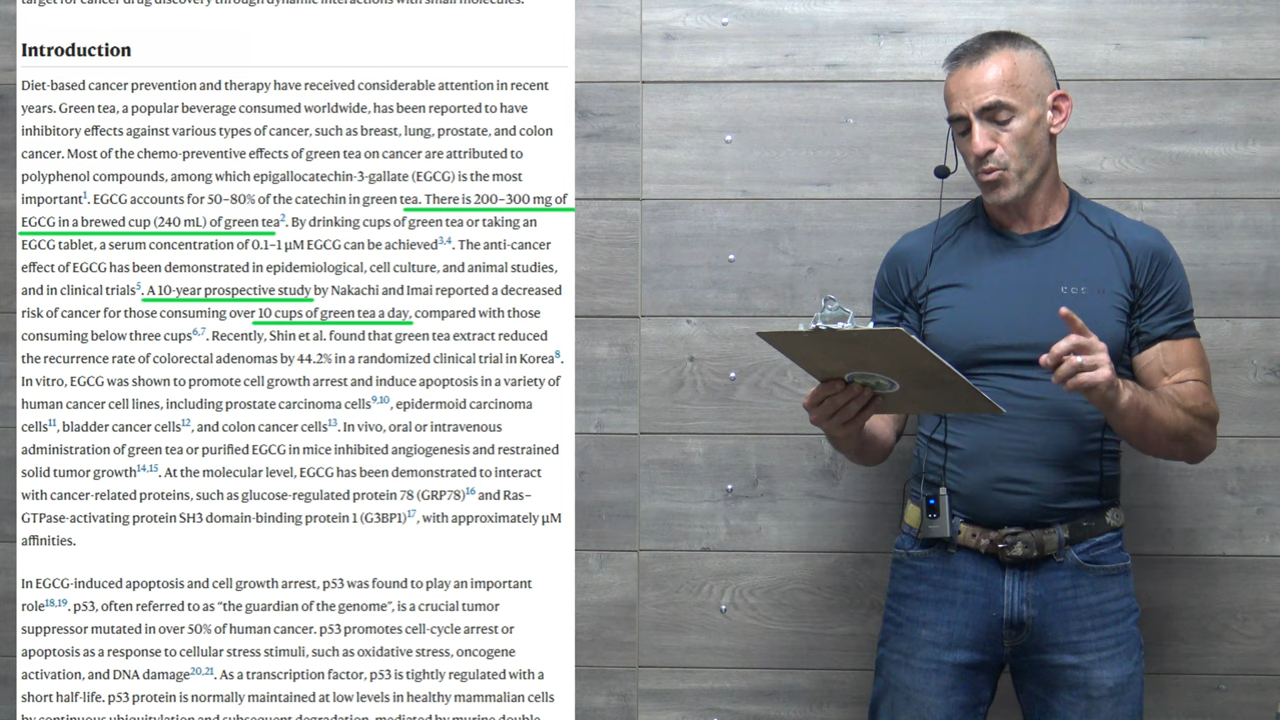 target for cancer drug discovery through dynamic interactions with small molecules.
Introduction
Diet-based cancer prevention and therapy have received considerable attention in recent
years. Green tea, a popular beverage consumed worldwide, has been reported to have
inhibitory effects against various types of cancer, such as breast, lung, prostate, and colon
cancer. Most of the chemo-preventive effects of green tea on cancer are attributed to
polyphenol compounds, among which epigallocatechin-3-gallate (EGCG) is the most
important1. EGCG accounts for 50–80% of the catechin in green tea. There is 200–300 mg of
EGCG in a brewed cup (240 mL) of green tea2. By drinking cups of green tea or taking an
EGCG tablet, a serum concentration of 0.1–1 μM EGCG can be achieved3,4. The anti-cancer
effect of EGCG has been demonstrated in epidemiological, cell culture, and animal studies,
and in clinical trials5. A 10-year prospective study by Nakachi and Imai reported a decreased
risk of cancer for those consuming over 10 cups of green tea a day, compared with those
consuming below three cups6,7. Recently, Shin et al. found that green tea extract reduced
the recurrence rate of colorectal adenomas by 44.2% in a randomized clinical trial in Korea8.
In vitro, EGCG was shown to promote cell growth arrest and induce apoptosis in a variety of
human cancer cell lines, including prostate carcinoma cells9,10, epidermoid carcinoma
cells11, bladder cancer cells12, and colon cancer cells13. In vivo, oral or intravenous
administration of green tea or purified EGCG in mice inhibited angiogenesis and restrained
solid tumor growth14,15. At the molecular level, EGCG has been demonstrated to interact
with cancer-related proteins, such as glucose-regulated protein 78 (GRP78)16 and Ras–
GTPase-activating protein SH3 domain-binding protein 1 (G3BP1)17, with approximately μM
affinities.
In EGCG-induced apoptosis and cell growth arrest, p53 was found to play an important
role18,19. p53, often referred to as “the guardian of the genome”, is a crucial tumor
suppressor mutated in over 50% of human cancer. p53 promotes cell-cycle arrest or
apoptosis as a response to cellular stress stimuli, such as oxidative stress, oncogene
activation, and DNA damage20,21. As a transcription factor, p53 is tightly regulated with a
short half-life. p53 protein is normally maintained at low levels in healthy mammalian cells
by continuous ubiquitylation and subsequent degradation, mediated by murine double